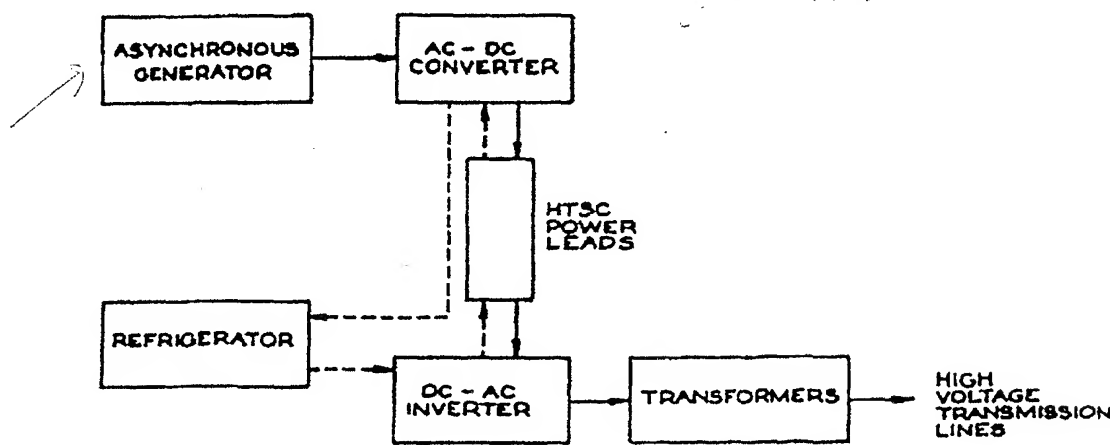 ASYNCHRONOUS
GENERATOR
AC - DC
CONVERTER
HTSC
POWER
LEADS
REFRIGERATOR
DC - AC
INVERTER
TRANSFORMERS
HIGH
VOLTAGE
TRANSMISSION
LINES